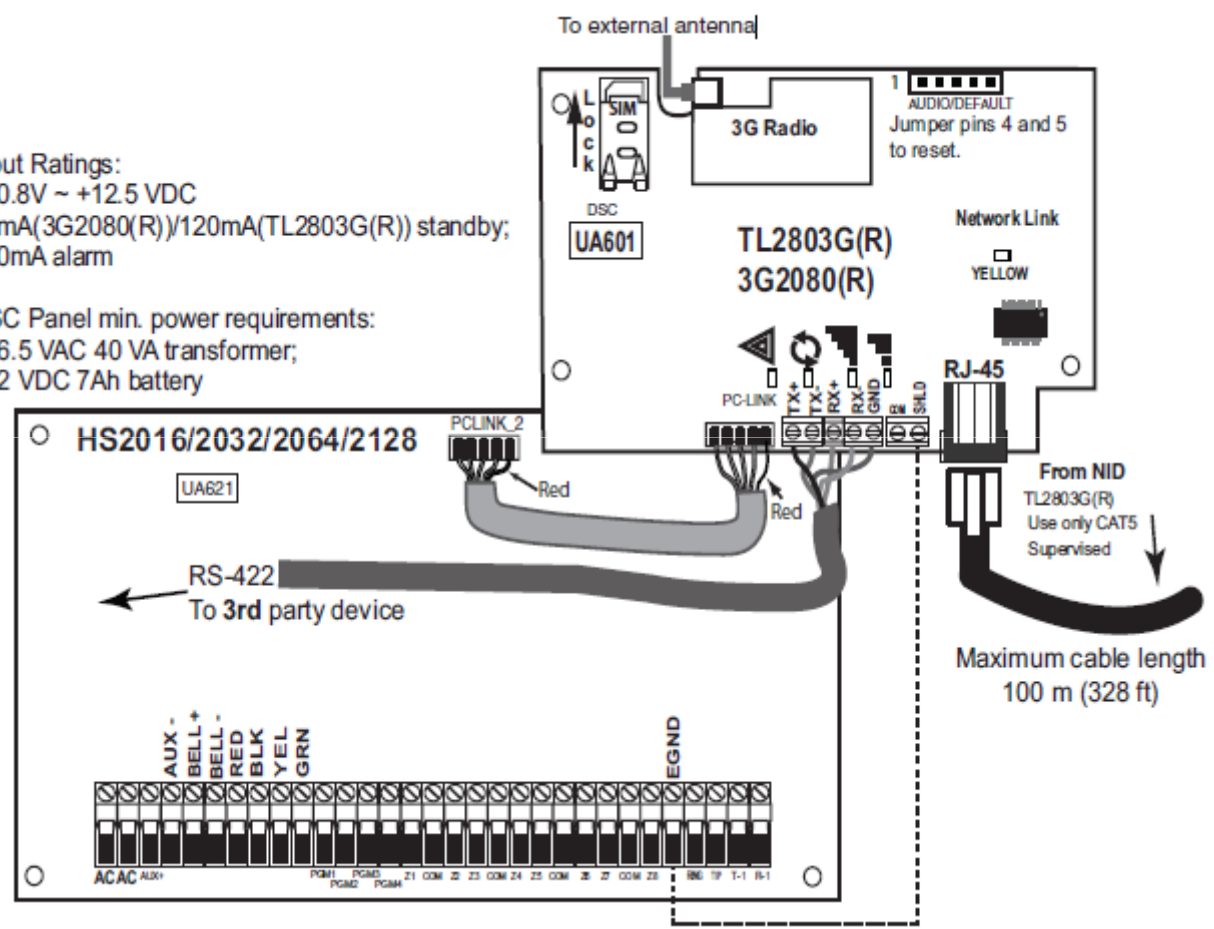 To external antenna
Lock
SIM
3G Radio
1
AUDIO/DEFAULT
Jumper pins 4 and 5
to reset.
out Ratings:
0.8V ~ +12.5 VDC
mA(3G2080(R))/120mA(TL2803G(R)) standby;
0mA alarm
SC Panel min. power requirements:
6.5 VAC 40 VA transformer;
2 VDC 7Ah battery
DSC
UA601
TL2803G(R)
3G2080(R)
Network Link
YELLOW
RJ-45
PC-LINK
TX+
TX-
RX+
RX-
GND
SHLD
HS2016/2032/2064/2128
PCLINK_2
UA621
Red
Red
From NID
TL2803G(R)
Use only CAT5
Supervised
RS-422
To 3rd party device
Maximum cable length
100 m (328 ft)
AUX -
BELL +
BELL -
RED
BLK
YEL
GRN
EGND
AC AC AUX+
PGM1
PGM2
PGM3
PGM4
Z1 COM Z2 Z3 COM Z4 Z5 COM Z6 Z7 COM Z8
RING TIP T-1 R-1